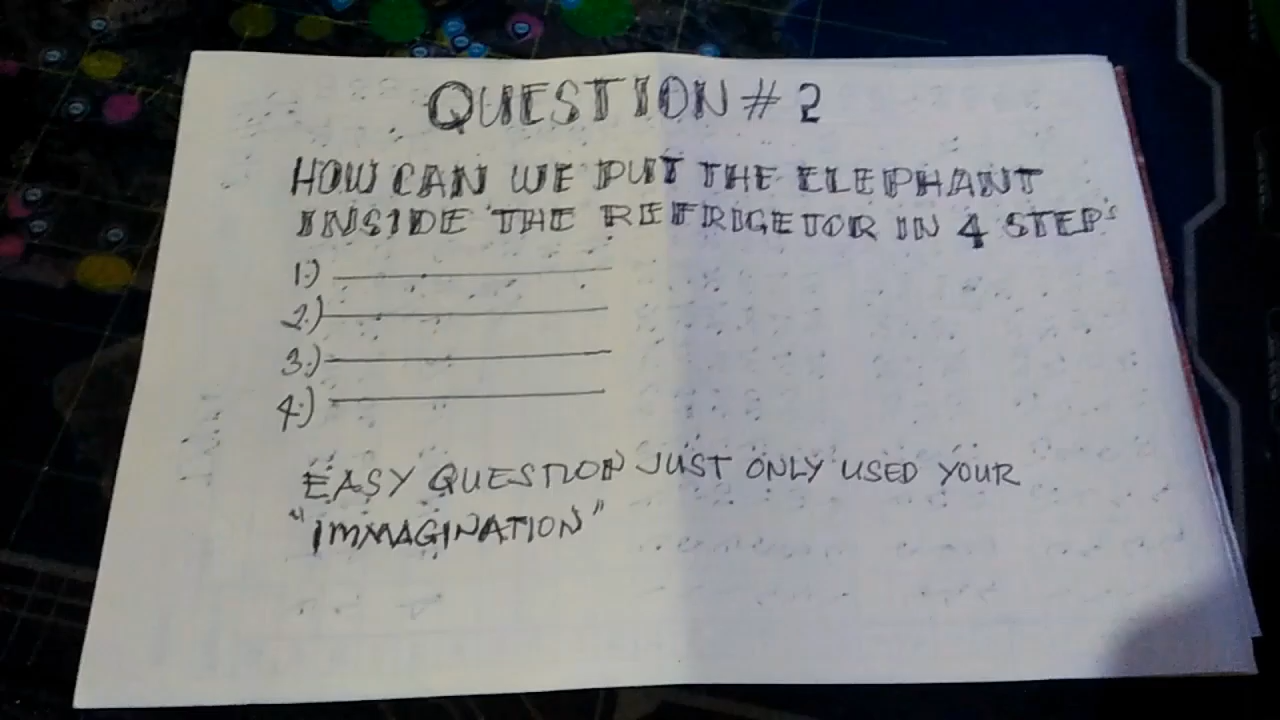 QUESTION # 2
HOW CAN WE PUT THE ELEPHANT
INSIDE THE REFRIGETOR IN 4 STEP'S
1.)
2.)
3.)
4.)
EASY QUESTION JUST ONLY USED YOUR
"IMMAGINATION"